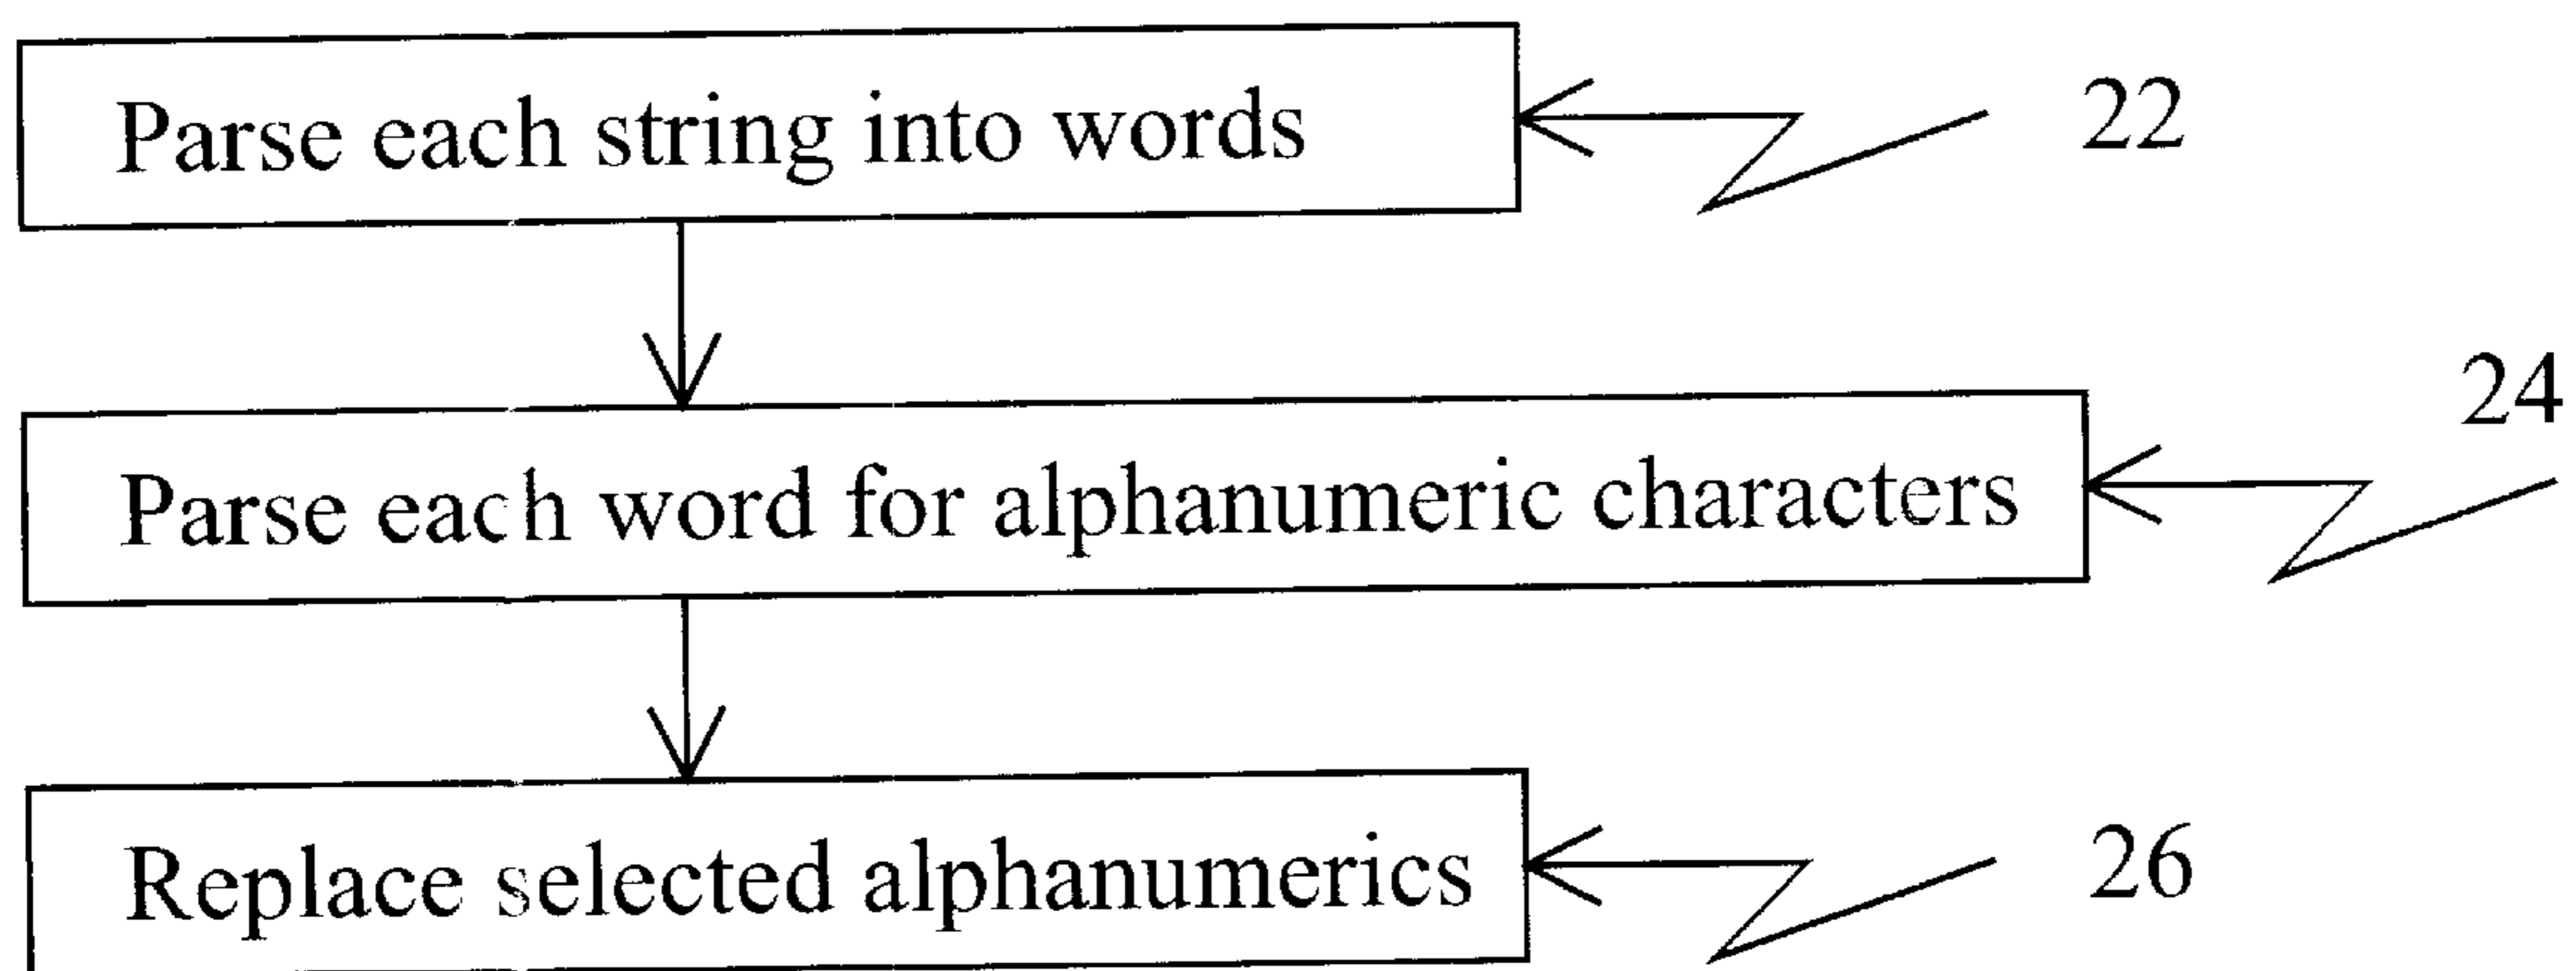 Parse each string into words
22
24
Parse each word for alphanumeric characters
Replace selected alphanumerics
26